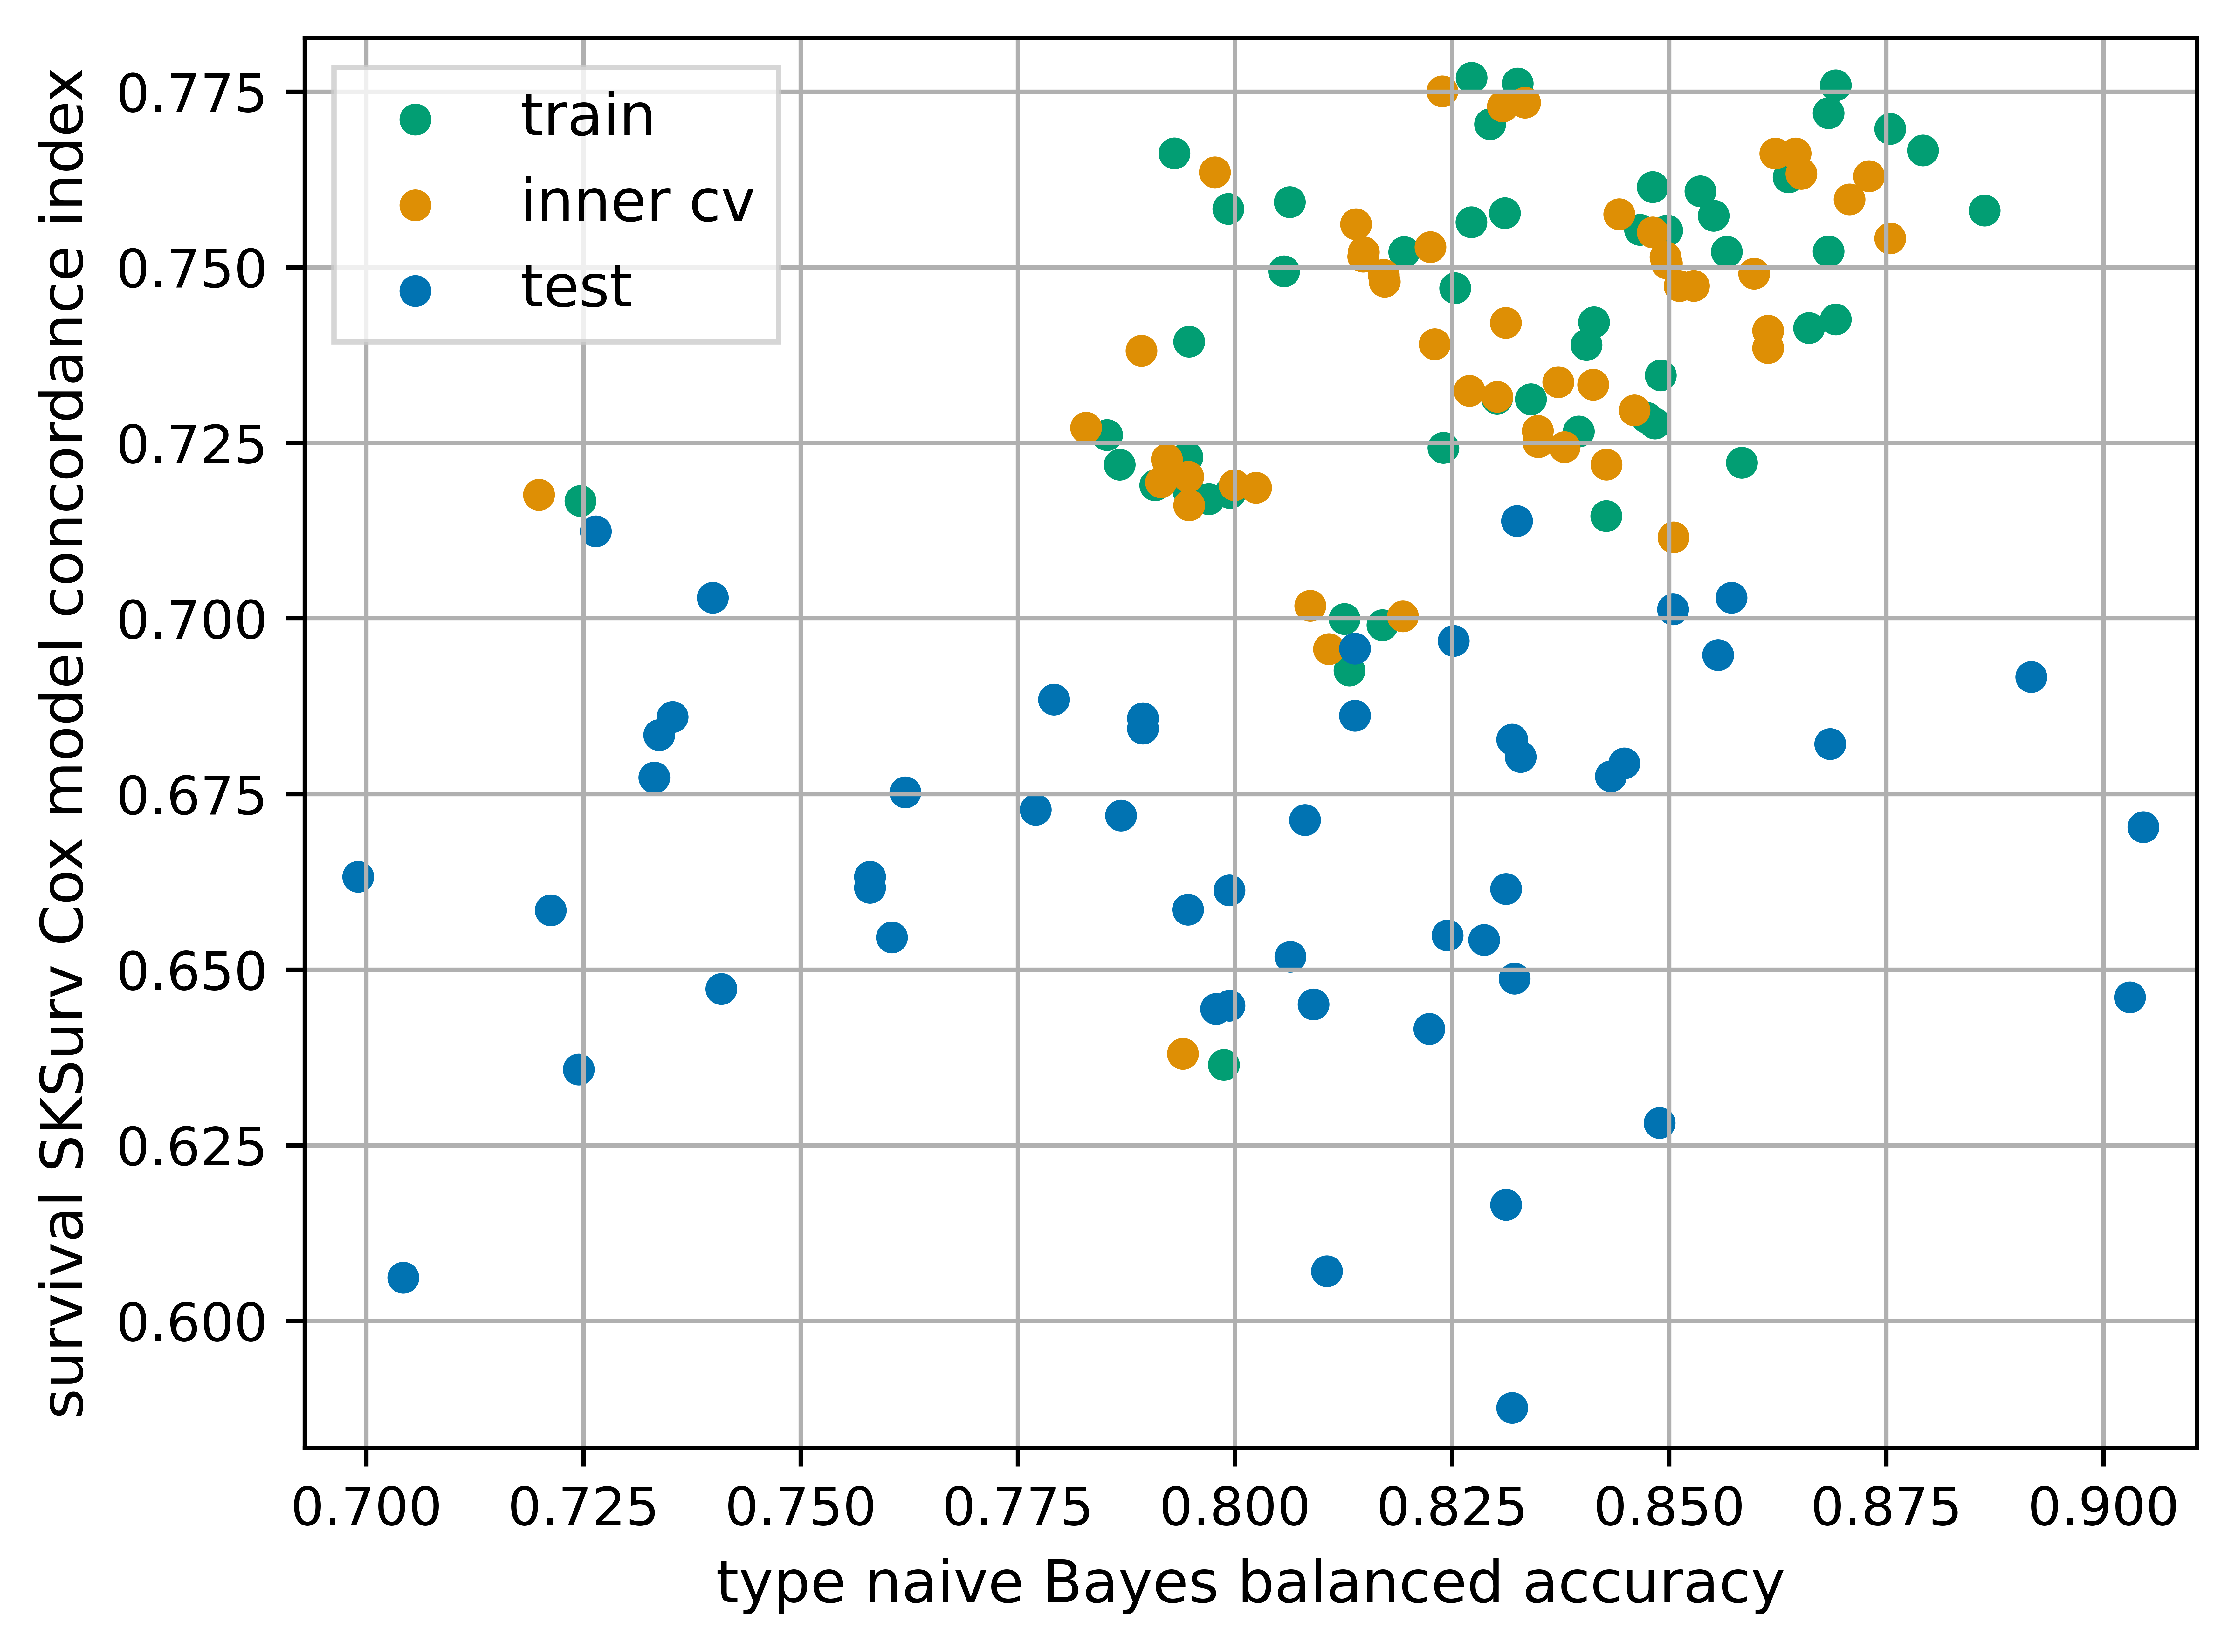 survival SKSurv Cox model concordance index
0.775
0.750
0.725
0.700
0.675
0.650
0.625
0.600
train
inner cv
test
0.700 0.725 0.750 0.775 0.800 0.825 0.850 0.875 0.900
type naive Bayes balanced accuracy